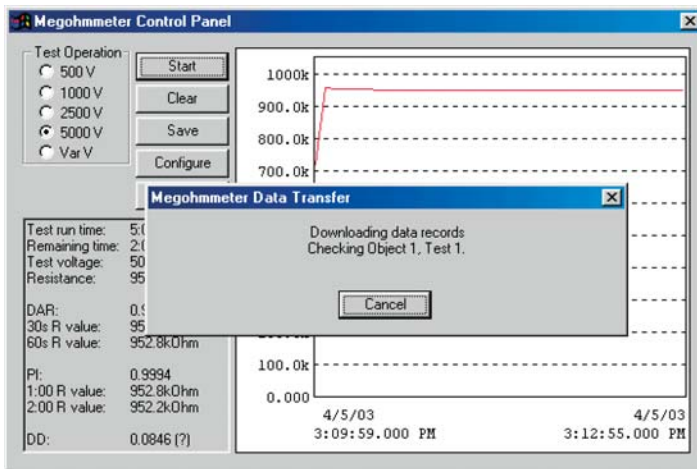 Megohmmeter Control Panel
Test Operation
500 V
1000 V
2500 V
5000 V
Var V
Start
Clear
Save
Configure
1000k
900.0k
800.0k
700.0k
Megohmmeter Data Transfer
Downloading data records
Checking Object 1, Test 1.
Cancel
Test run time:
Remaining time:
Test voltage:
Resistance:
DAR:
30s R value:
60s R value: 952.8kOhm
PI: 0.9994
1:00 R value: 952.8kOhm
2:00 R value: 952.2kOhm
DD: 0.0846 (?)
100.0k
0.000
4/5/03 4/5/03
3:09:59.000 PM 3:12:55.000 PM